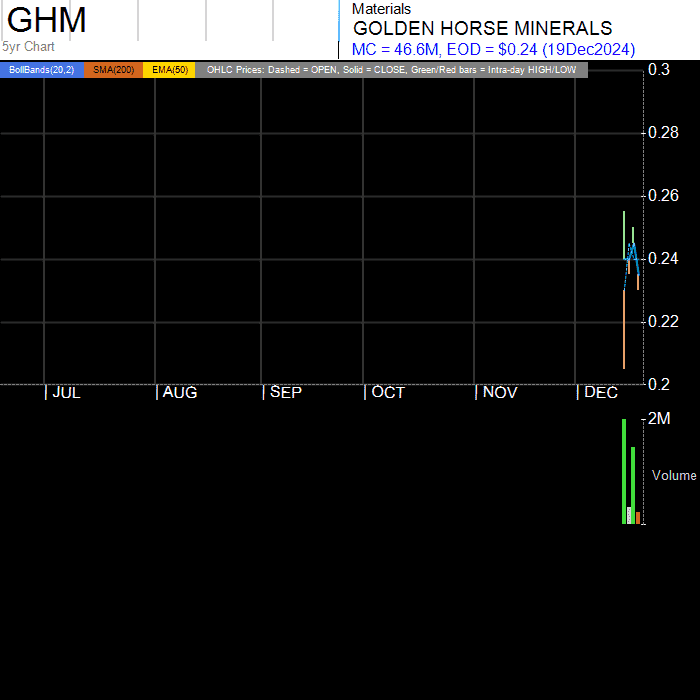 GHM
5yr Chart
Materials
GOLDEN HORSE MINERALS
MC = 46.6M, EOD = $0.24 (19Dec2024)
BollBands(20,2) SMA(200) EMA(50) OHLC Prices: Dashed = OPEN, Solid = CLOSE, Green/Red bars = Intra-day HIGH/LOW
0.3
0.28
0.26
0.24
0.22
0.2
| JUL | AUG | SEP | OCT | NOV | DEC
2M
Volume